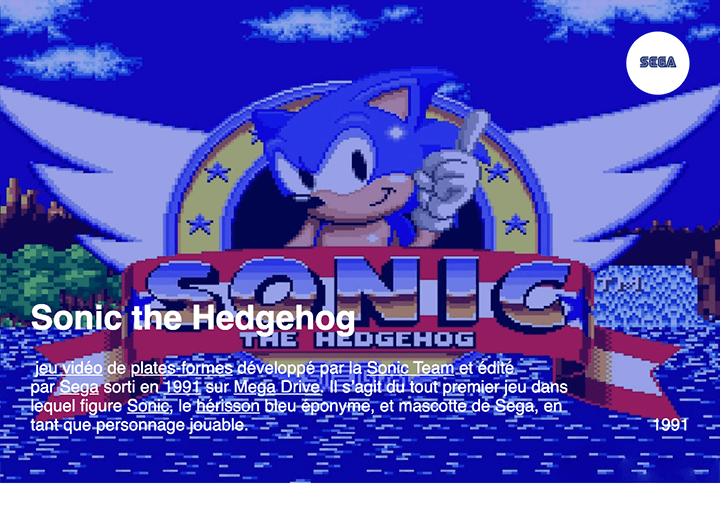 SEGA
SONIC
TM
Sonic the Hedgehog
THE HEDGEHOG
jeu vidéo de plates-formes développé par la Sonic Team et édité
par Sega sorti en 1991 sur Mega Drive. Il s'agit du tout premier jeu dans
lequel figure Sonic, le hérisson bleu éponyme, et mascotte de Sega, en
tant que personnage jouable.
1991